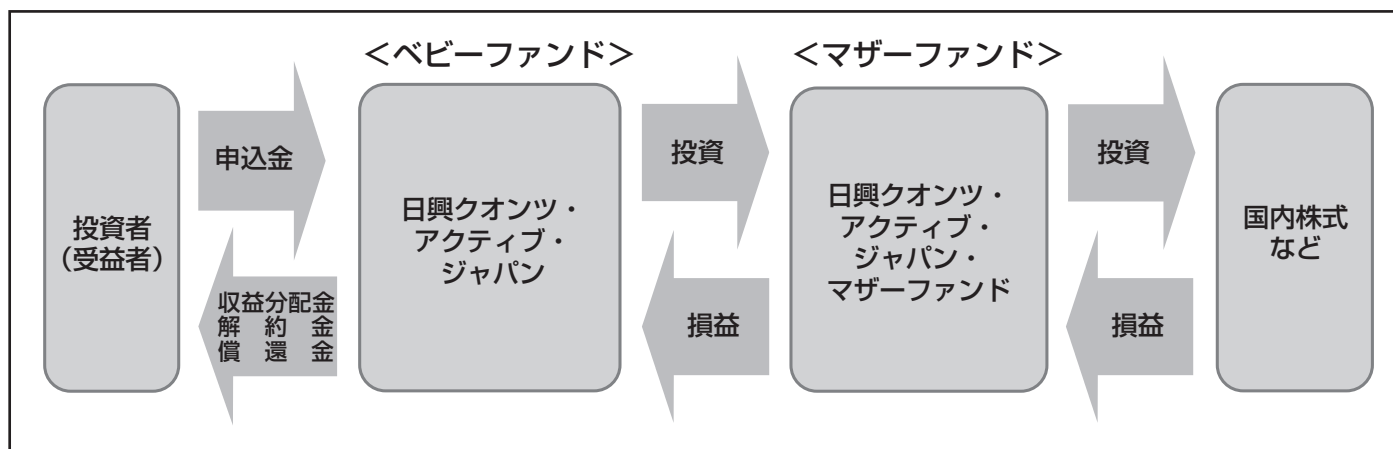 <ベビーファンド>
<マザーファンド>
投資者
(受益者)
申込金
収益分配金
解約金
償還金
日興クオンツ・
アクティブ・
ジャパン
投資
損益
日興クオンツ・
アクティブ・
ジャパン・
マザーファンド
投資
損益
国内株式
など